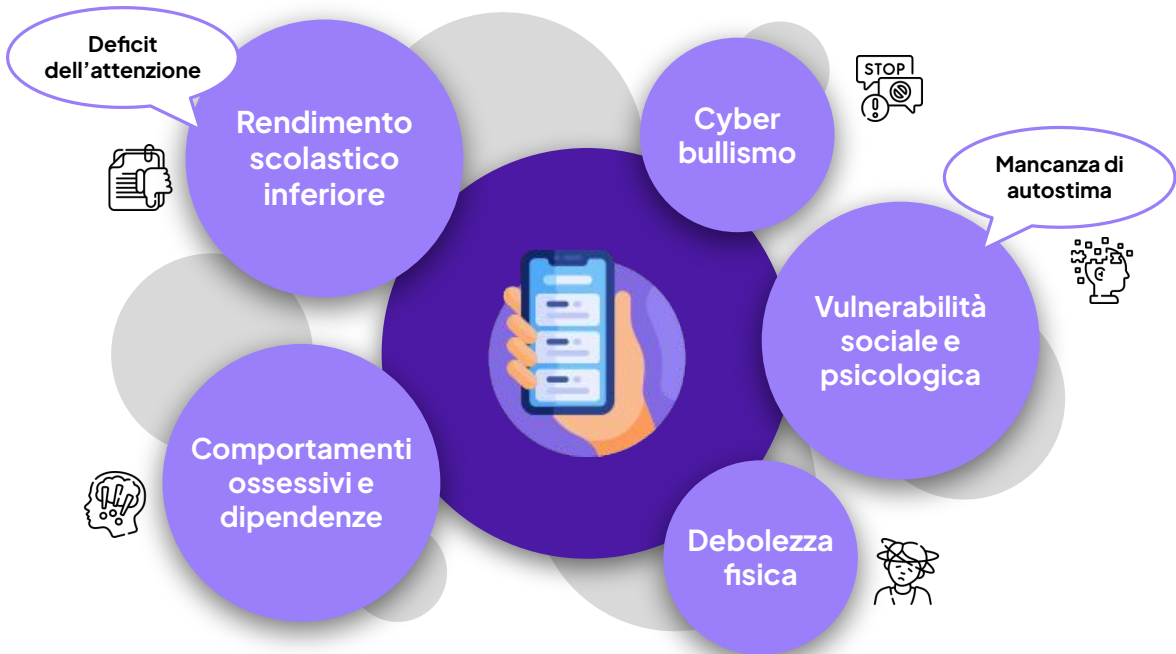 Deficit
dell'attenzione
Rendimento
scolastico
inferiore
Cyber
bullismo
STOP
Mancanza di
autostima
Vulnerabilità
sociale e
psicologica
Comportamenti
ossessivi e
dipendenze
Debolezza
fisica